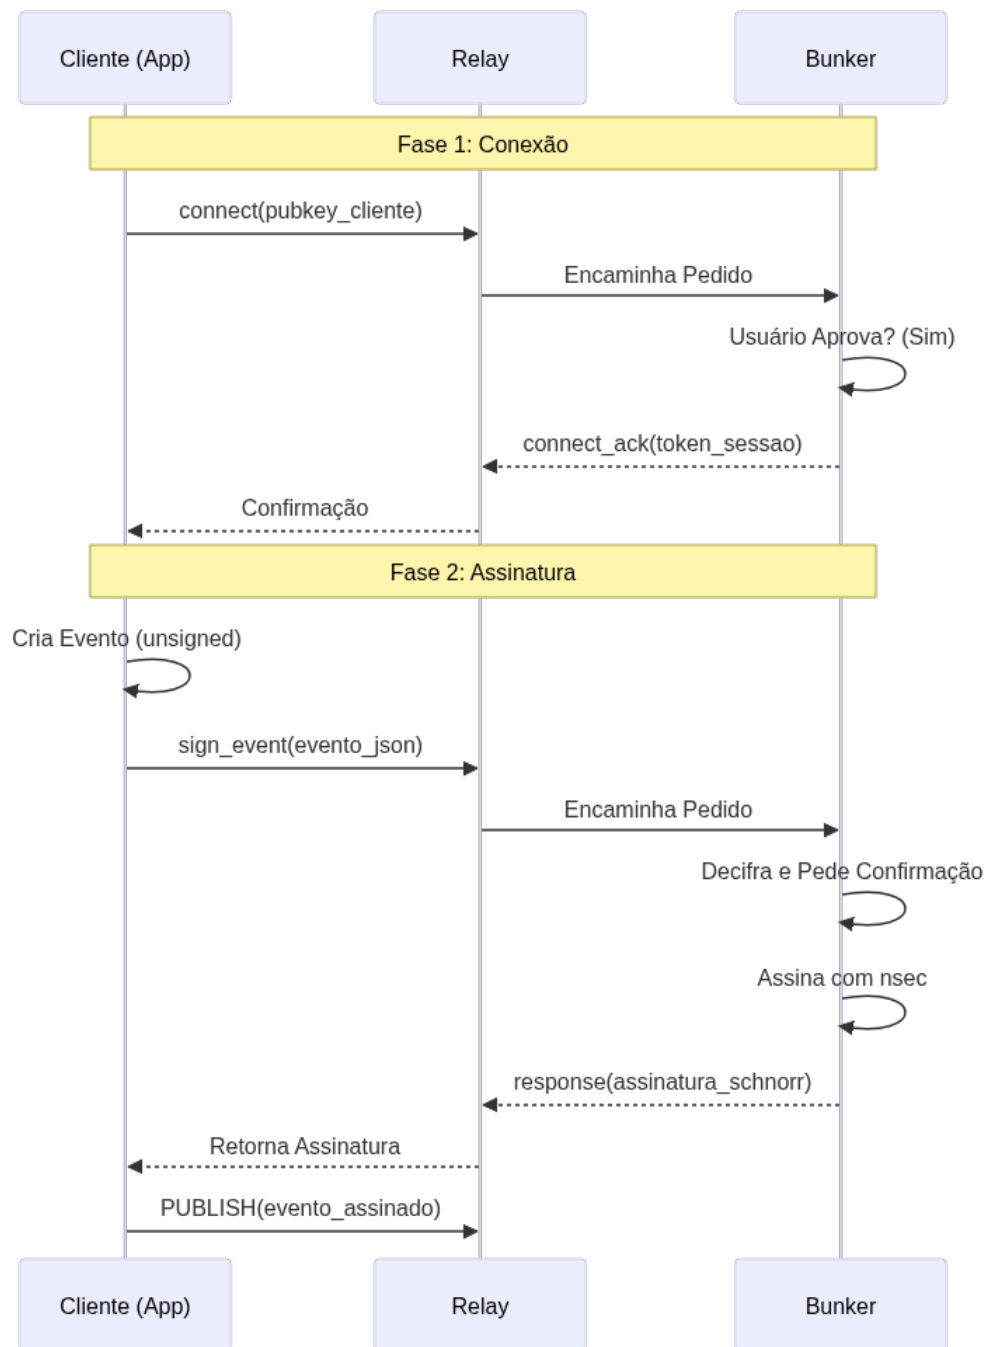 Cliente (App)
Relay
Bunker
Fase 1: Conexão
connect(pubkey_cliente)
Encaminha Pedido
Usuário Aprova? (Sim)
connect_ack(token_sessao)
Confirmação
Fase 2: Assinatura
Cria Evento (unsigned)
sign_event(evento_json)
Encaminha Pedido
Decifra e Pede Confirmação
Assina com nsec
response(assinatura_schnorr)
Retorna Assinatura
PUBLISH(evento_assinado)
Cliente (App)
Relay
Bunker